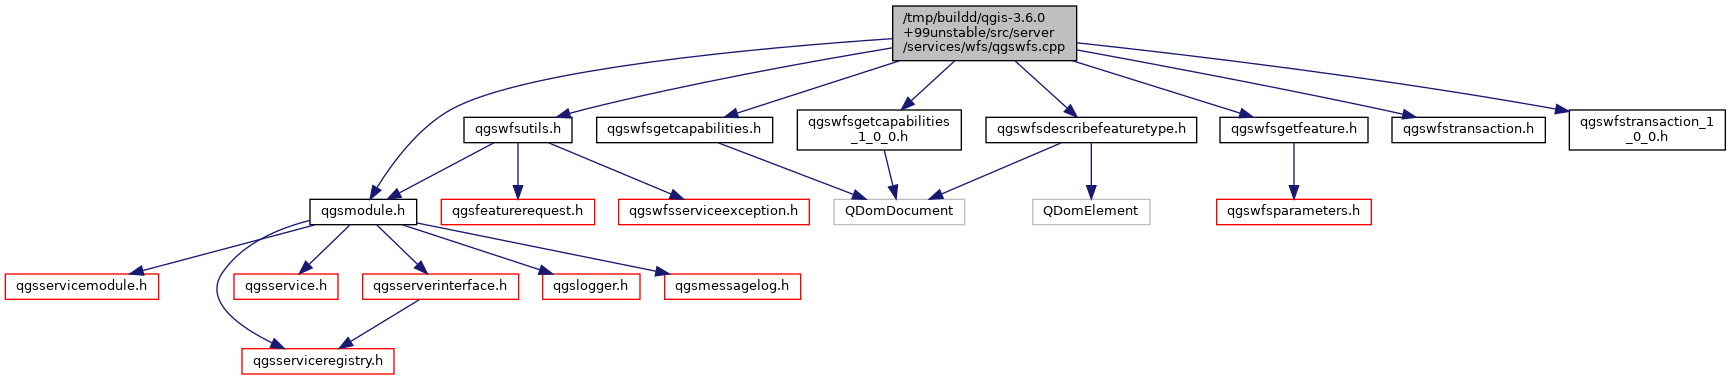 /tmp/buildd/qgis-3.6.0
+99unstable/src/server
/services/wfs/qgswfs.cpp
qgswfsutils.h
qgswfsgetcapabilities.h
qgswfsgetcapabilities
_1_0_0.h
qgswfsdescribefeaturetype.h
qgswfsgetfeature.h
qgswfstransaction.h
qgswfstransaction_1
_0_0.h
qgsmodule.h
qgsfeaturerequest.h
qgswfsserviceexception.h
QDomDocument
QDomElement
qgswfsparameters.h
qgsservicemodule.h
qgsservice.h
qgsserverinterface.h
qgslogger.h
qgsmessagelog.h
qgsserviceregistry.h